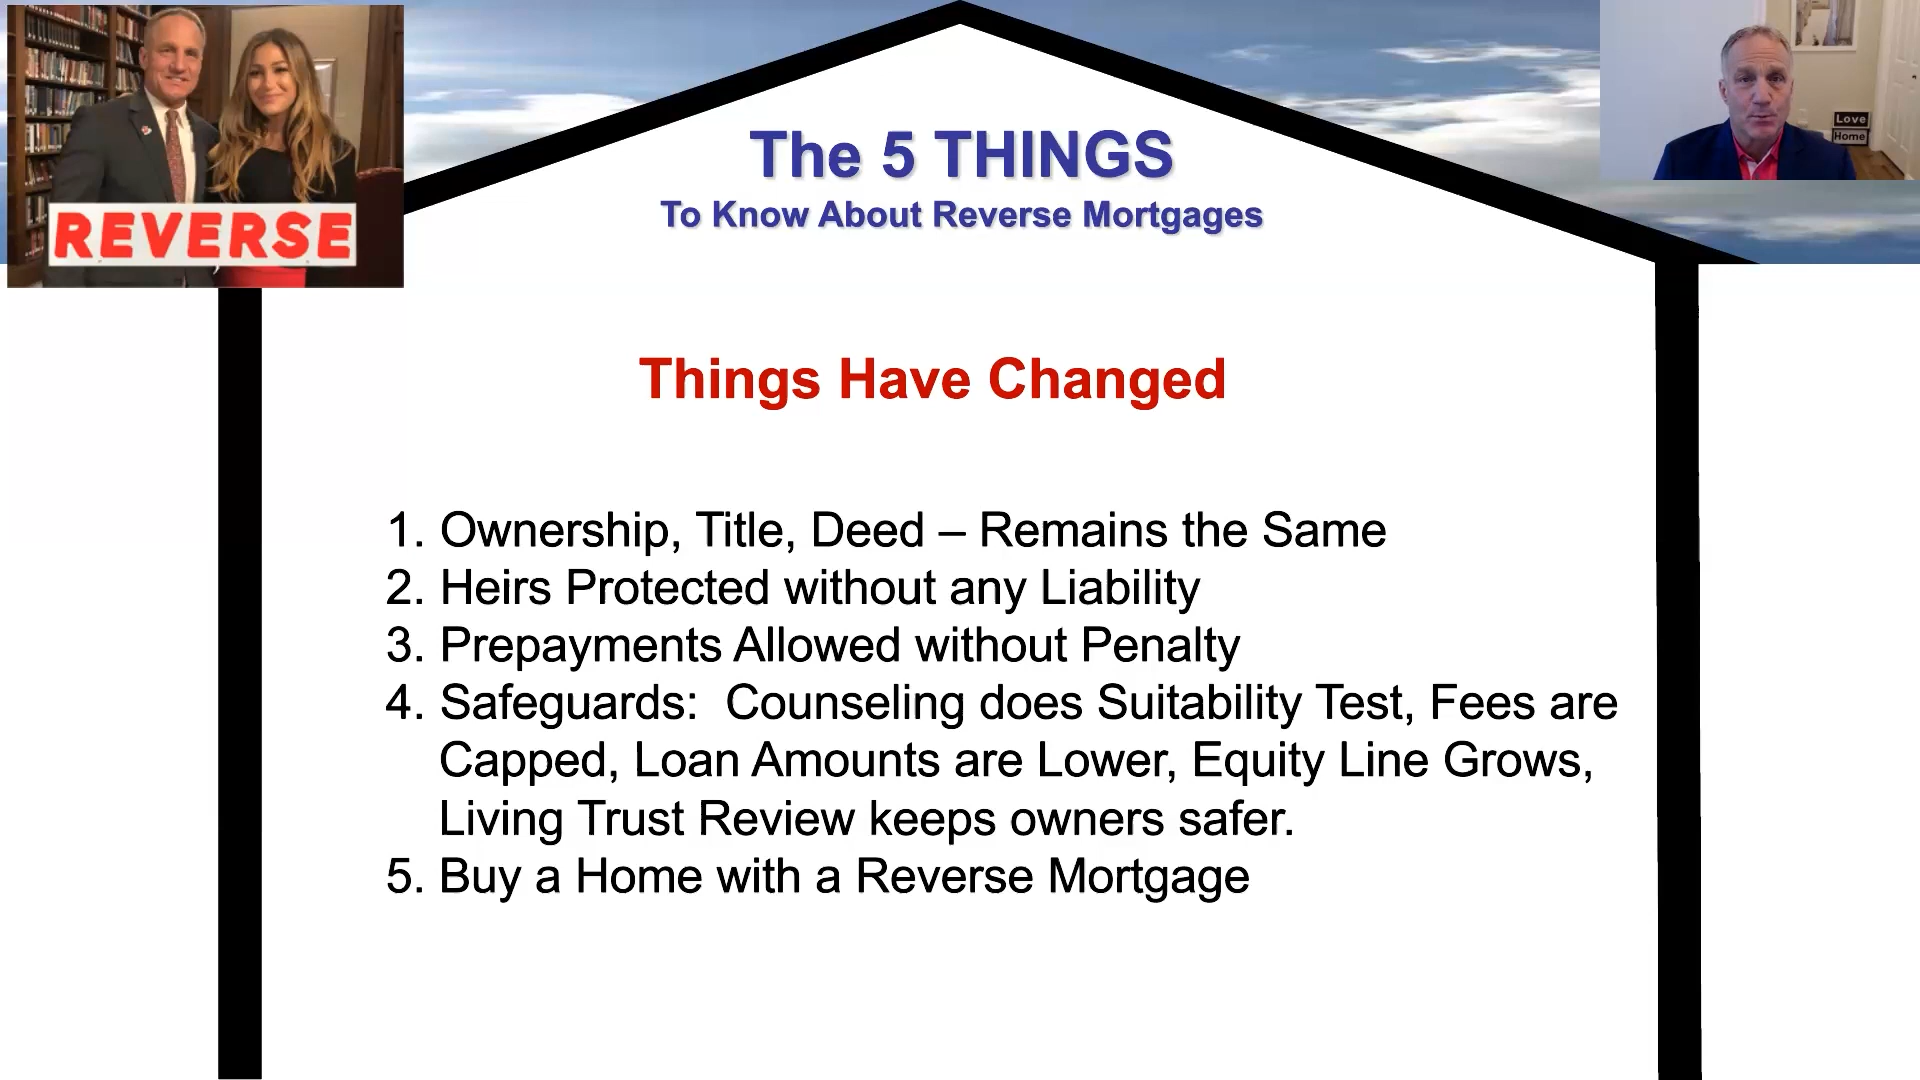 REVERSE
Love
Home
The 5 THINGS
To Know About Reverse Mortgages
Things Have Changed
1. Ownership, Title, Deed – Remains the Same
2. Heirs Protected without any Liability
3. Prepayments Allowed without Penalty
4. Safeguards:  Counseling does Suitability Test, Fees are
Capped, Loan Amounts are Lower, Equity Line Grows,
Living Trust Review keeps owners safer.
5. Buy a Home with a Reverse Mortgage